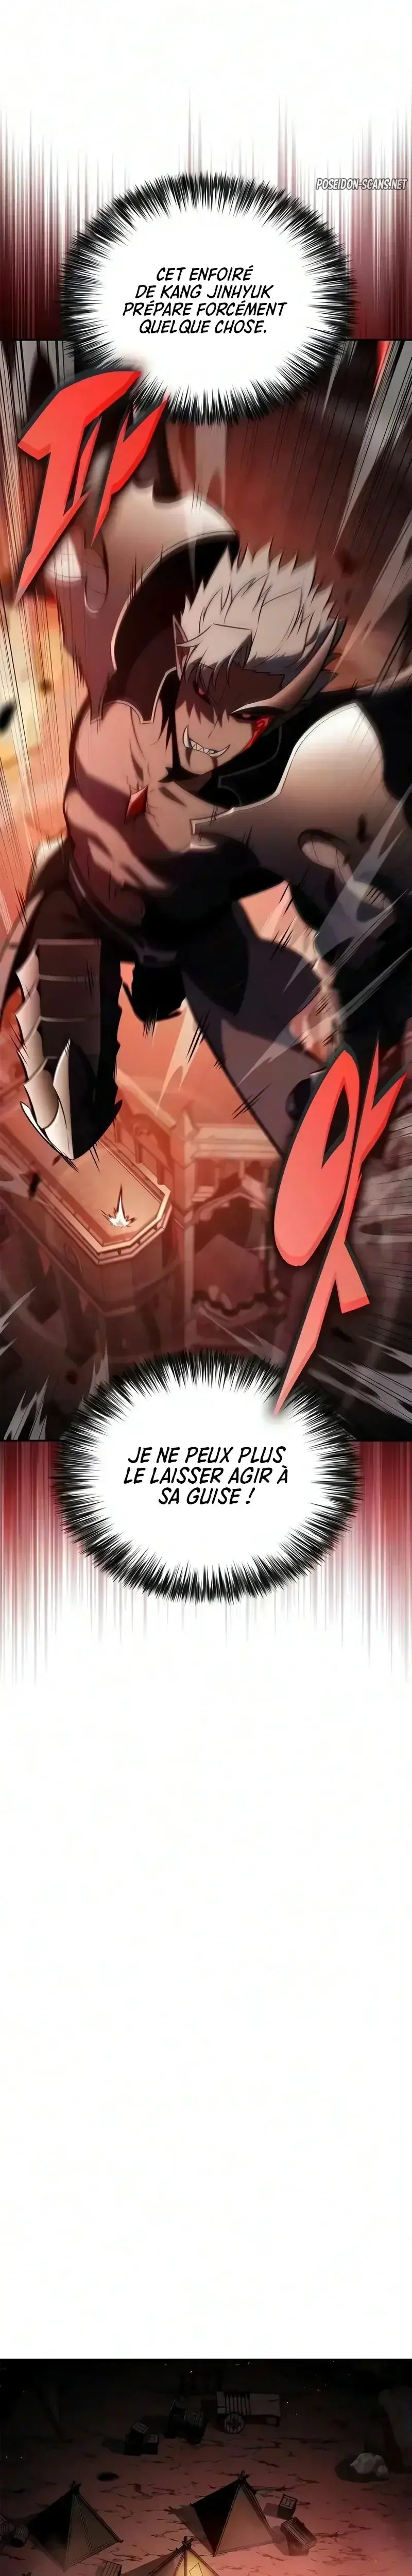 POSEIDON-SCANS.NET
CET ENFOIRÉ
DE KANG JINHYUK
PRÉPARE FORCÉMENT
QUELQUE CHOSE.
JE NE PEUX PLUS
LE LAISSER AGIR À
SA GUISE !